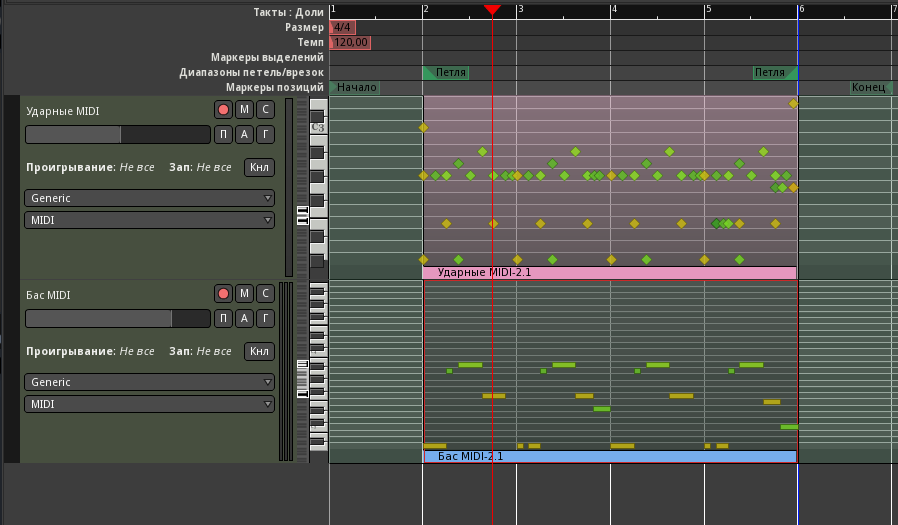 Такты : Доли
1 2 3 4 5 6 7
Размер 4/4
Темп 120,00
Маркеры выделений
Диапазоны петель/врезок Петля Петля
Маркеры позиций Начало Конец
Ударные MIDI М С
C3
П А Г
Проигрывание: Не все Зап: Не все Кнл
Generic
MIDI
Ударные MIDI-2.1
Бас MIDI М С
П А Г
Проигрывание: Не все Зап: Не все Кнл
Generic
MIDI
Бас MIDI-2.1